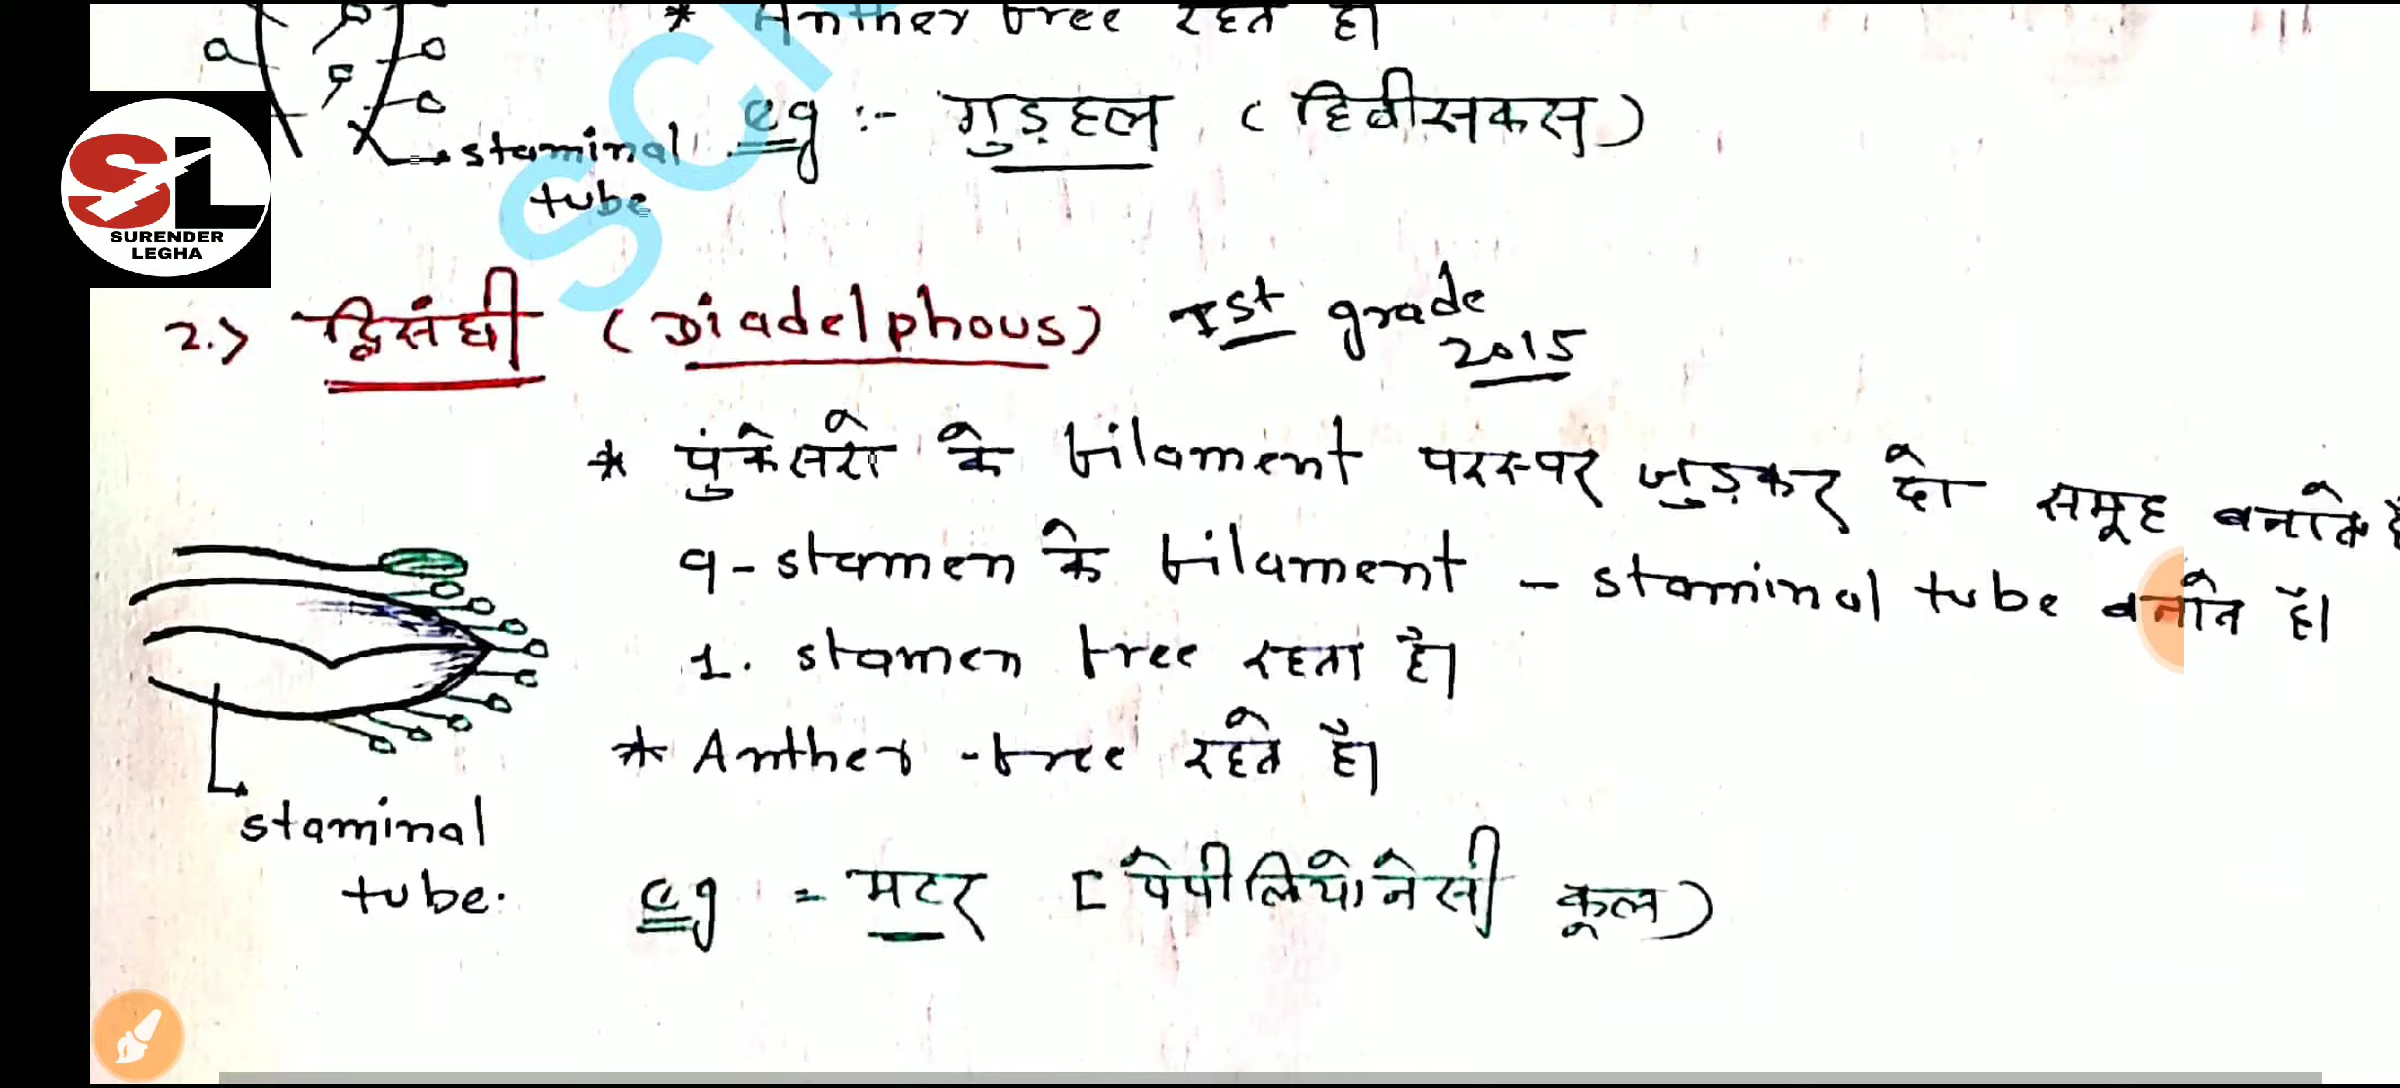 * Anther free रहते है।
eg :- गुड़हल ( हिबीसकस )
staminal
tube
SURENDER
LEGHA
2.) द्विसंघी ( Diadelphous ) Ist grade
2015
* पुंकेसरो के filament परस्पर जुड़कर दो समूह बनाते है
9 - stamen के filament - staminal tube बनाते हैं।
1. stamen free रहता है।
* Anther - free रहते है।
staminal
tube.
eg = मटर [ पेपीलियोनेसी कूल )